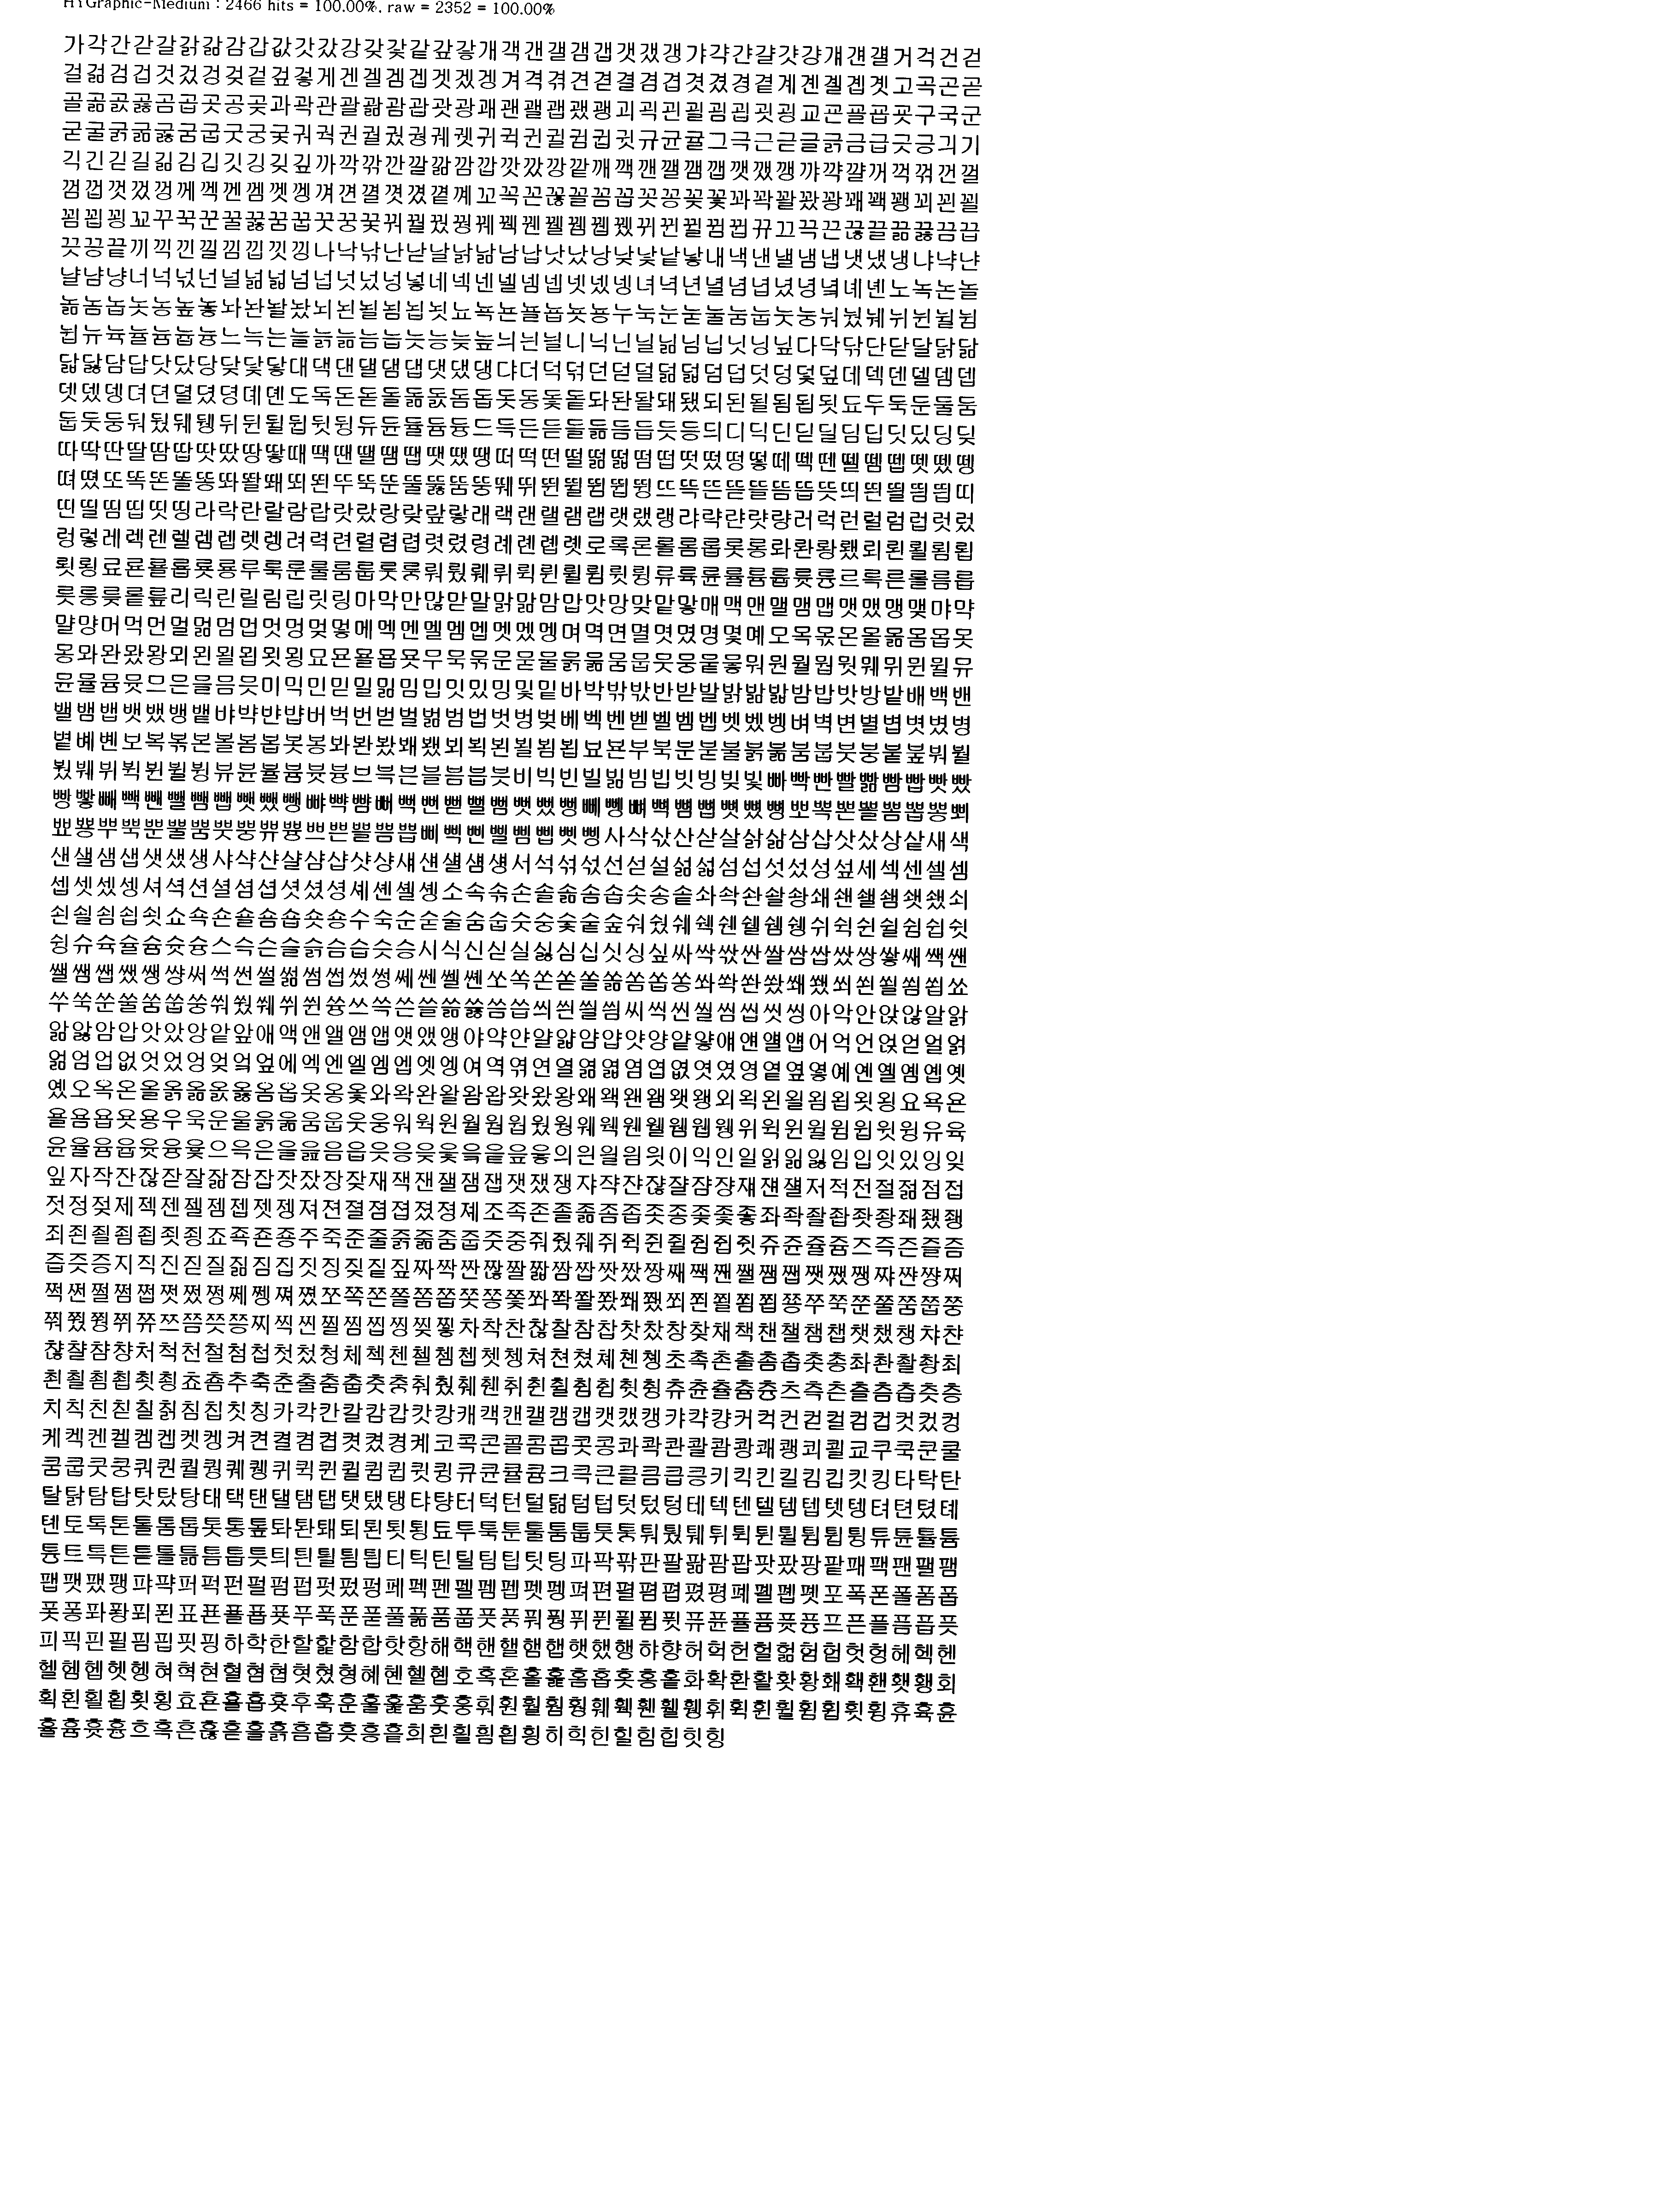 HYGraphic-Medium : 2466 hits = 100.00%, raw = 2352 = 100.00%
가각간갇갈갉갊감갑값갓갔강갖갗같갚갛개객갠갤갬갭갯갰갱갸갹갼걀걋걍걔걘걜거걱건걷
걸걺검겁것겄겅겆겉겊겋게겐겔겜겝겟겠겡겨격겪견겯결겸겹겻겼경곁계곈곌곕곗고곡곤곧
골곪곬곯곰곱곳공곶과곽관괄괆괌괍괏광괘괜괠괩괬괭괴괵괸괼굄굅굇굉교굔굘굡굣구국군
굳굴굵굶굻굼굽굿궁궂궈궉권궐궜궝궤궷귀귁귄귈귐귑귓규균귤그극근귿글긁금급긋긍긔기
긱긴긷길긺김깁깃깅깆깊까깍깎깐깔깖깜깝깟깠깡깥깨깩깬깰깸깹깻깼깽꺄꺅꺌꺼꺽꺾껀껄
껌껍껏껐껑께껙껜껨껫껭껴껸껼꼇꼈꼍꼐꼬꼭꼰꼲꼴꼼꼽꼿꽁꽂꽃꽈꽉꽐꽜꽝꽤꽥꽹꾀꾄꾈
꾐꾑꾕꾜꾸꾹꾼꿀꿇꿈꿉꿋꿍꿎꿔꿜꿨꿩꿰꿱꿴꿸뀀뀁뀄뀌뀐뀔뀜뀝뀨끄끅끈끊끌끎끓끔끕
끗끙끝끼끽낀낄낌낍낏낑나낙낚난낟날낡낢남납낫났낭낮낯낱낳내낵낸낼냄냅냇냈냉냐냑냔
냘냠냥너넉넋넌널넒넓넘넙넛넜넝넣네넥넨넬넴넵넷넸넹녀녁년녈념녑녔녕녘녜녠노녹논놀
놂놈놉놋농높놓놔놘놜놨뇌뇐뇔뇜뇝뇟뇨뇩뇬뇰뇹뇻뇽누눅눈눋눌눔눕눗눙눠눴눼뉘뉜뉠뉨
뉩뉴뉵뉼늄늅늉느늑는늘늙늚늠늡늣능늦늪늬늰늴니닉닌닐닒님닙닛닝닢다닥닦단닫달닭닮
닯닳담답닷닸당닺닻닿대댁댄댈댐댑댓댔댕댜더덕덖던덛덜덞덟덤덥덧덩덫덮데덱덴델뎀뎁
뎃뎄뎅뎌뎐뎔뎠뎡뎨뎬도독돈돋돌돎돐돔돕돗동돛돝돠돤돨돼됐되된될됨됩됫됴두둑둔둘둠
둡둣둥둬뒀뒈뒝뒤뒨뒬뒵뒷뒹듀듄듈듐듕드득든듣들듦듬듭듯등듸디딕딘딛딜딤딥딧딨딩딪
따딱딴딸땀땁땃땄땅땋때땍땐땔땜땝땟땠땡떠떡떤떨떪떫떰떱떳떴떵떻떼떽뗀뗄뗌뗍뗏뗐뗑
뗘뗬또똑똔똘똥똬똴뙈뙤뙨뚜뚝뚠뚤뚫뚬뚱뛔뛰뛴뛸뜀뜁뜅뜨뜩뜬뜯뜰뜸뜹뜻띄띈띌띔띕띠
띤띨띰띱띳띵라락란랄람랍랏랐랑랒랖랗래랙랜랠램랩랫랬랭랴략랸럇량러럭런럴럼럽럿렀
렁렇레렉렌렐렘렙렛렝려력련렬렴렵렷렸령례롄롑롓로록론롤롬롭롯롱롸롼뢍뢨뢰뢴뢸룀룁
룃룅료룐룔룝룟룡루룩룬룰룸룹룻룽뤄뤘뤠뤼뤽륀륄륌륏륑류륙륜률륨륩륫륭르륵른를름릅
릇릉릊릍릎리릭린릴림립릿링마막만많맏말맑맒맘맙맛망맞맡맣매맥맨맬맴맵맷맸맹맺먀먁
먈먕머먹먼멀멂멈멉멋멍멎멓메멕멘멜멤멥멧멨멩며멱면멸몃몄명몇몌모목몫몬몰몲몸몹못
몽뫄뫈뫘뫙뫼묀묄묍묏묑묘묜묠묩묫무묵묶문묻물묽묾뭄뭅뭇뭉뭍뭏뭐뭔뭘뭡뭣뭬뮈뮌뮐뮤
뮨뮬뮴뮷므믄믈믐믓미믹민믿밀밂밈밉밋밌밍및밑바박밖밗반받발밝밞밟밤밥밧방밭배백밴
밸뱀뱁뱃뱄뱅뱉뱌뱍뱐뱝버벅번벋벌벎범법벗벙벚베벡벤벧벨벰벱벳벴벵벼벽변별볍볏볐병
볕볘볜보복볶본볼봄봅봇봉봐봔봤봬뵀뵈뵉뵌뵐뵘뵙뵤뵨부북분붇불붉붊붐붑붓붕붙붚붜붤
붰붸뷔뷕뷘뷜뷩뷰뷴뷸븀븃븅브븍븐블븜븝븟비빅빈빌빎빔빕빗빙빚빛빠빡빤빨빪빰빱빳빴
빵빻빼빽뺀뺄뺌뺍뺏뺐뺑뺘뺙뺨뻐뻑뻔뻗뻘뻠뻣뻤뻥뻬뼁뼈뼉뼘뼙뼛뼜뼝뽀뽁뽄뽈뽐뽑뽕뾔
뾰뿅뿌뿍뿐뿔뿜뿟뿡쀼쁑쁘쁜쁠쁨쁩삐삑삔삘삠삡삣삥사삭삯산삳살삵삶삼삽삿샀상샅새색
샌샐샘샙샛샜생샤샥샨샬샴샵샷샹섀섄섈섐섕서석섞섟선섣설섦섧섬섭섯섰성섶세섹센셀셈
셉셋셌셍셔셕션셜셤셥셧셨셩셰셴셸솅소속솎손솔솖솜솝솟송솥솨솩솬솰솽쇄쇈쇌쇔쇗쇘쇠
쇤쇨쇰쇱쇳쇼쇽숀숄숌숍숏숑수숙순숟술숨숩숫숭숯숱숲숴쉈쉐쉑쉔쉘쉠쉥쉬쉭쉰쉴쉼쉽쉿
슁슈슉슐슘슛슝스슥슨슬슭슴습슷승시식신싣실싫심십싯싱싶싸싹싻싼쌀쌈쌉쌌쌍쌓쌔쌕쌘
쌜쌤쌥쌨쌩썅써썩썬썰썲썸썹썼썽쎄쎈쎌쏀쏘쏙쏜쏟쏠쏢쏨쏩쏭쏴쏵쏸쐈쐐쐤쐬쐰쐴쐼쐽쑈
쑤쑥쑨쑬쑴쑵쑹쒀쒔쒜쒸쒼쓩쓰쓱쓴쓸쓺쓿씀씁씌씐씔씜씨씩씬씰씸씹씻씽아악안앉않알앍
앎앓암압앗았앙앝앞애액앤앨앰앱앳앴앵야약얀얄얇얌얍얏양얕얗얘얜얠얩어억언얹얻얼얽
얾엄업없엇었엉엊엌엎에엑엔엘엠엡엣엥여역엮연열엶엷염엽엾엿였영옅옆옇예옌옐옘옙옛
옜오옥온올옭옮옰옳옴옵옷옹옻와왁완왈왐왑왓왔왕왜왝왠왬왯왱외왹왼욀욈욉욋욍요욕욘
욜욤욥욧용우욱운울욹욺움웁웃웅워웍원월웜웝웠웡웨웩웬웰웸웹웽위윅윈윌윔윕윗윙유육
윤율윰윱윳융윷으윽은을읊음읍읏응읒읓읔읕읖읗의읜읠읨읫이익인일읽읾잃임입잇있잉잊
잎자작잔잖잗잘잚잠잡잣잤장잦재잭잰잴잼잽잿쟀쟁쟈쟉쟌쟎쟐쟘쟝쟤쟨쟬저적전절젊점접
젓정젖제젝젠젤젬젭젯젱져젼졀졈졉졌졍졔조족존졸졺좀좁좃종좆좇좋좌좍좔좝좟좡좨좼좽
죄죈죌죔죕죗죙죠죡죤죵주죽준줄줅줆줌줍줏중줘줬줴쥐쥑쥔쥘쥠쥡쥣쥬쥰쥴쥼즈즉즌즐즘
즙즛증지직진짇질짊짐집짓징짖짙짚짜짝짠짢짤짧짬짭짯짰짱째짹짼쨀쨈쨉쨋쨌쨍쨔쨘쨩쩌
쩍쩐쩔쩜쩝쩟쩠쩡쩨쩽쪄쪘쪼쪽쫀쫄쫌쫍쫏쫑쫓쫘쫙쫠쫬쫴쬈쬐쬔쬘쬠쬡쭁쭈쭉쭌쭐쭘쭙쭝
쭤쭸쭹쮜쮸쯔쯤쯧쯩찌찍찐찔찜찝찡찢찧차착찬찮찰참찹찻찼창찾채책챈챌챔챕챗챘챙챠챤
챦챨챰챵처척천철첨첩첫첬청체첵첸첼쳄쳅쳇쳉쳐쳔쳤쳬쳰촁초촉촌출촘촙촛총촤촨촬촹최
쵠쵤쵬쵭쵯쵱쵸춈추축춘출춤춥춧충춰췄췌췐취췬췰췸췹췻췽츄츈츌츔츙츠측츤츨츰츱츳층
치칙친칟칠칡침칩칫칭카칵칸칼캄캅캇캉캐캑캔캘캠캡캣캤캥캬캭컁커컥컨컫컬컴컵컷컸컹
케켁켄켈켐켑켓켕켜켠켤켬켭켯켰켱켸코콕콘콜콤콥콧콩콰콱콴콸쾀쾅쾌쾡쾨쾰쿄쿠쿡쿤쿨
쿰쿱쿳쿵쿼퀀퀄퀑퀘퀭퀴퀵퀸퀼큄큅큇큉큐큔큘큠크큭큰클큼큽킁키킥킨킬킴킵킷킹타탁탄
탈탉탐탑탓탔탕태택탠탤탬탭탯탰탱탸턍터턱턴털턺텀텁텃텄텅테텍텐텔템텝텟텡텨텬텼톄
톈토톡톤톨톰톱톳통톺톼퇀퇘퇴퇸툇툉툐투툭툰툴툼툽툿퉁퉈퉜퉤튀튁튄튈튐튑튕튜튠튤튬
튱트특튼튿틀틂틈틉틋틔틘틜틤틥티틱틴틸팀팁팃팅파팍팎판팔팖팜팝팟팠팡팥패팩팬팰팸
팹팻팼팽퍄퍅퍼퍽펀펄펌펍펏펐펑페펙펜펠펨펩펫펭펴편펼폄폅폈평폐폘폡폣포폭폰폴폼폽
폿퐁퐈퐝푀푄표푠푤푭푯푸푹푼푿풀풂품풉풋풍풔풩퓌퓐퓔퓜퓟퓨퓬퓰퓸퓻퓽프픈플픔픕픗
피픽핀필핌핍핏핑하학한할핥함합핫항해핵핸핼햄햅햇했행햐향허헉헌헐헒험헙헛헝헤헥헨
헬헴헵헷헹혀혁현혈혐협혓혔형혜혠혤혭호혹혼홀홅홈홉홋홍홑화확환활홧황홰홱홴횃횅회
획횐횔횝횟횡효횬횰횹횻후훅훈훌훑훔훗훙훠훤훨훰훵훼훽휀휄휑휘휙휜휠휨휩휫휭휴휵휸
휼흄흇흉흐흑흔흖흗흘흙흠흡흣흥흩희흰흴흼흽힁히힉힌힐힘힙힛힝